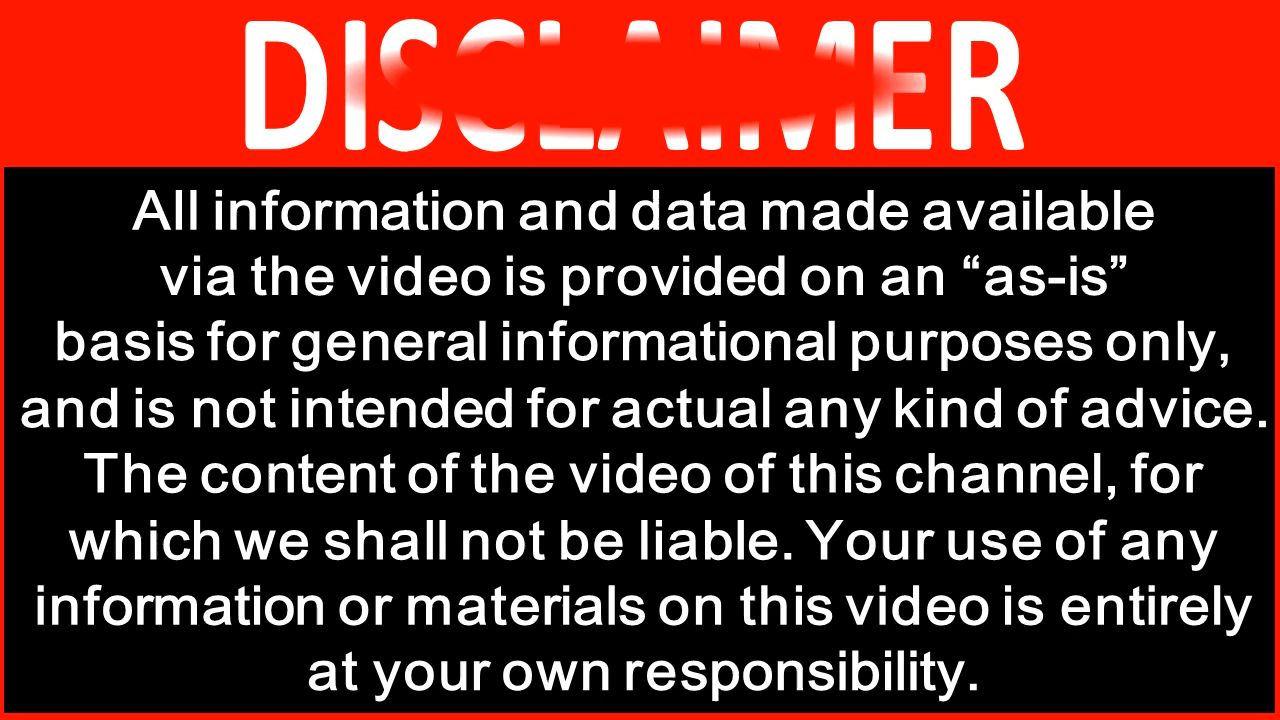 DISCLAIMER
All information and data made available
via the video is provided on an “as-is”
basis for general informational purposes only,
and is not intended for actual any kind of advice.
The content of the video of this channel, for
which we shall not be liable. Your use of any
information or materials on this video is entirely
at your own responsibility.